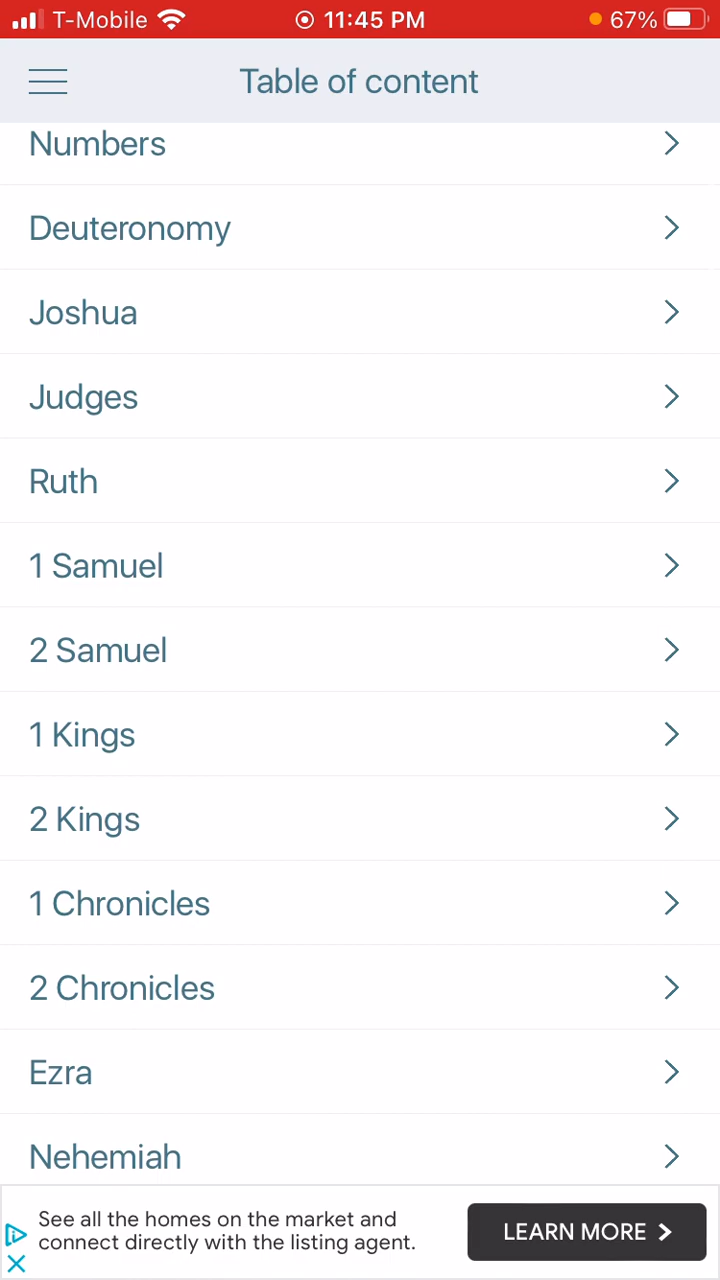 T-Mobile 11:45 PM 67%
Table of content
Numbers
Deuteronomy
Joshua
Judges
Ruth
1 Samuel
2 Samuel
1 Kings
2 Kings
1 Chronicles
2 Chronicles
Ezra
Nehemiah
See all the homes on the market and
connect directly with the listing agent.
LEARN MORE